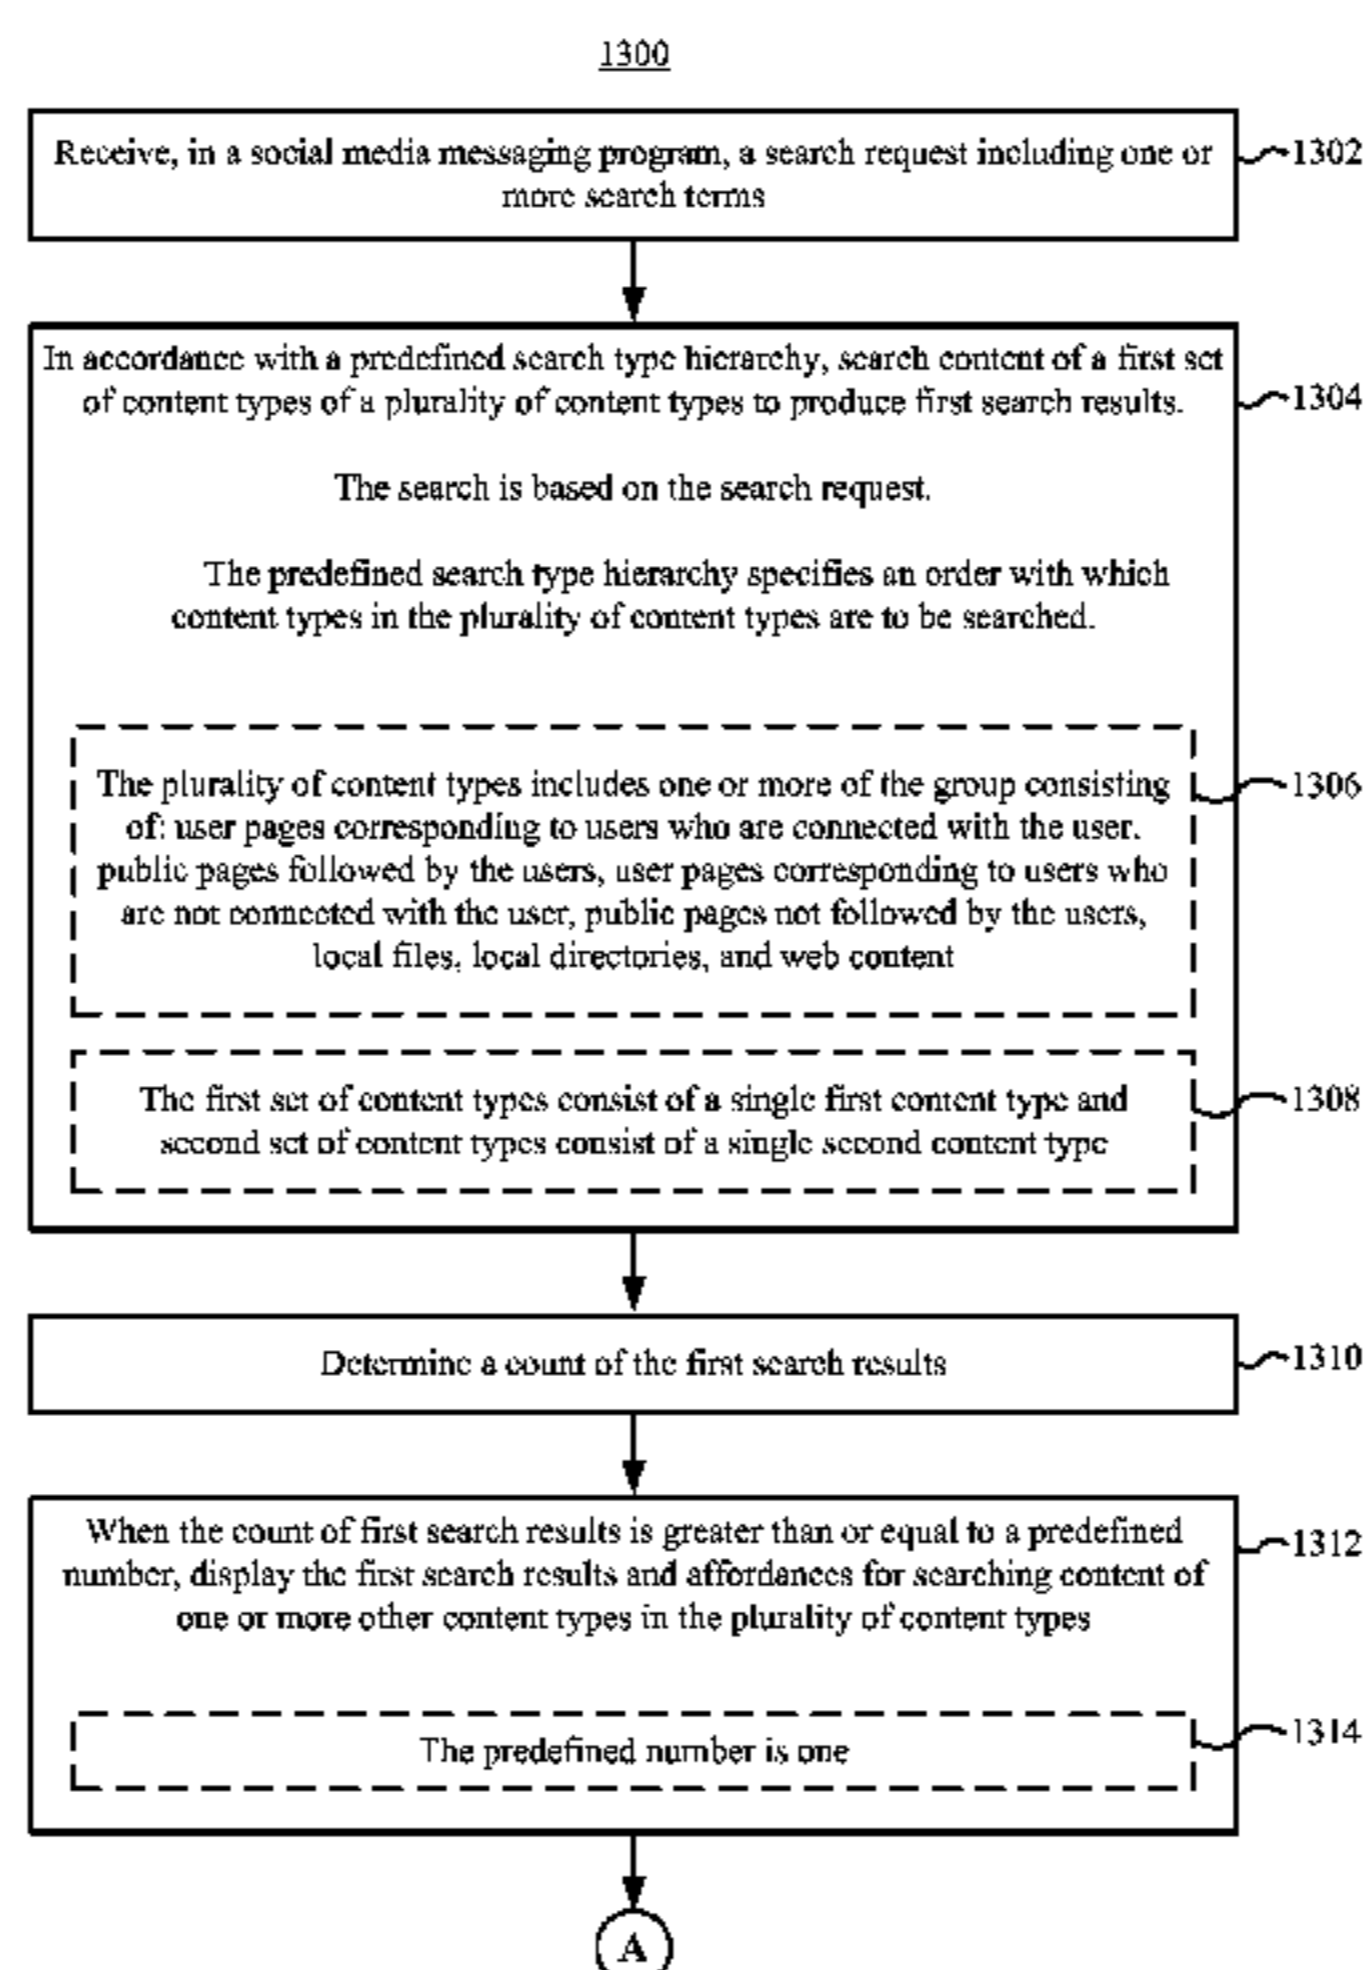 1300
Receive, in a social media messaging program, a search request including one or
more search terms
1302
In accordance with a predefined search type hierarchy, search content of a first set
of content types of a plurality of content types to produce first search results.
1304
The search is based on the search request.
The predefined search type hierarchy specifies an order with which
content types in the plurality of content types are to be searched.
The plurality of content types includes one or more of the group consisting
of: user pages corresponding to users who are connected with the user.
public pages followed by the users, user pages corresponding to users who
are not connected with the user, public pages not followed by the users,
local files, local directories, and web content
1306
The first set of content types consist of a single first content type and
second set of content types consist of a single second content type
1308
Determine a count of the first search results
1310
When the count of first search results is greater than or equal to a predefined
number, display the first search results and affordances for searching content of
one or more other content types in the plurality of content types
1312
The predefined number is one
1314
A